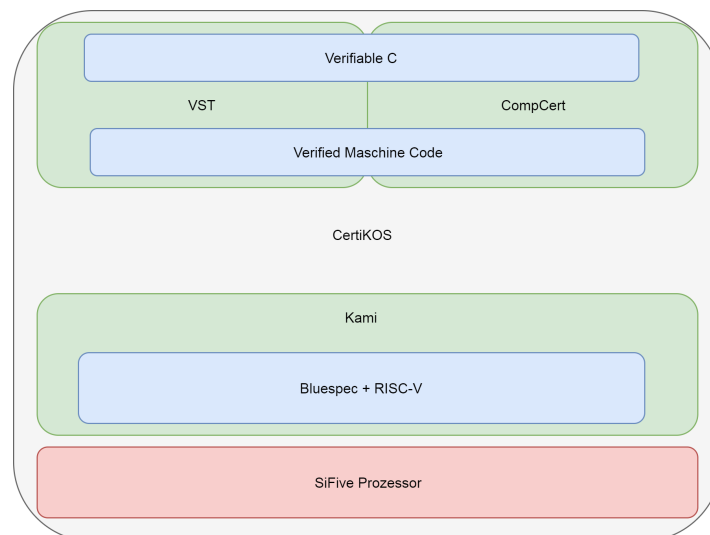 Verifiable C
VST
CompCert
Verified Maschine Code
CertiKOS
Kami
Bluespec + RISC-V
SiFive Prozessor